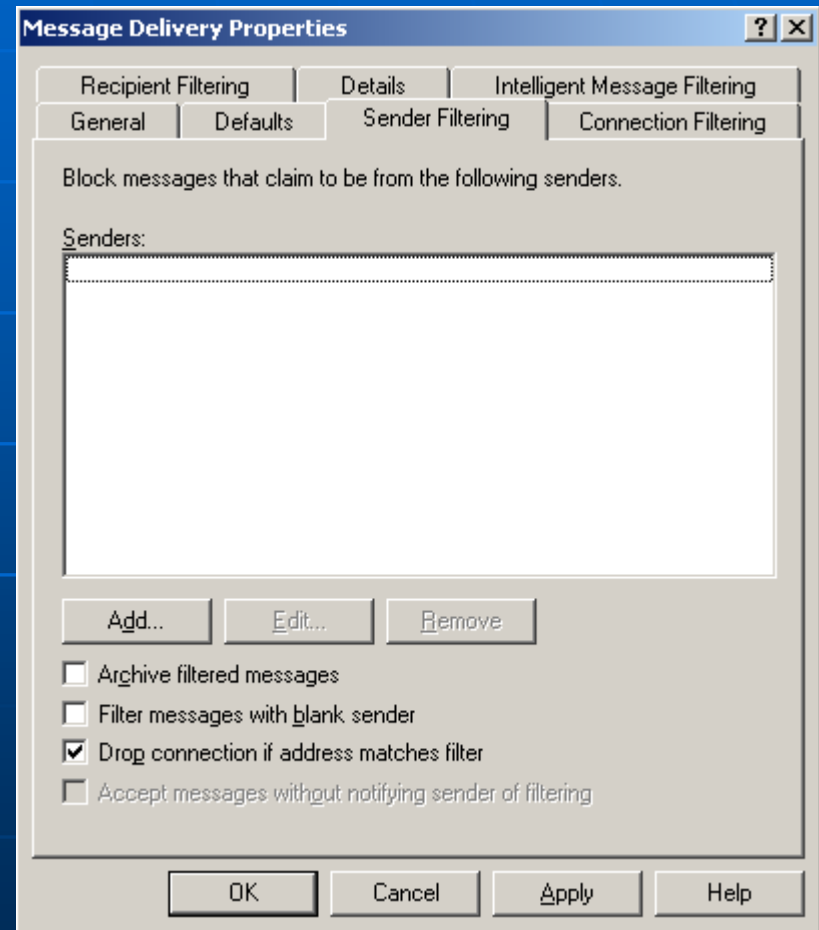 Message Delivery Properties
Recipient Filtering Details Intelligent Message Filtering
General Defaults Sender Filtering Connection Filtering
Block messages that claim to be from the following senders.
Senders:
Add... Edit... Remove
Archive filtered messages
Filter messages with blank sender
Drop connection if address matches filter
Accept messages without notifying sender of filtering
OK Cancel Apply Help